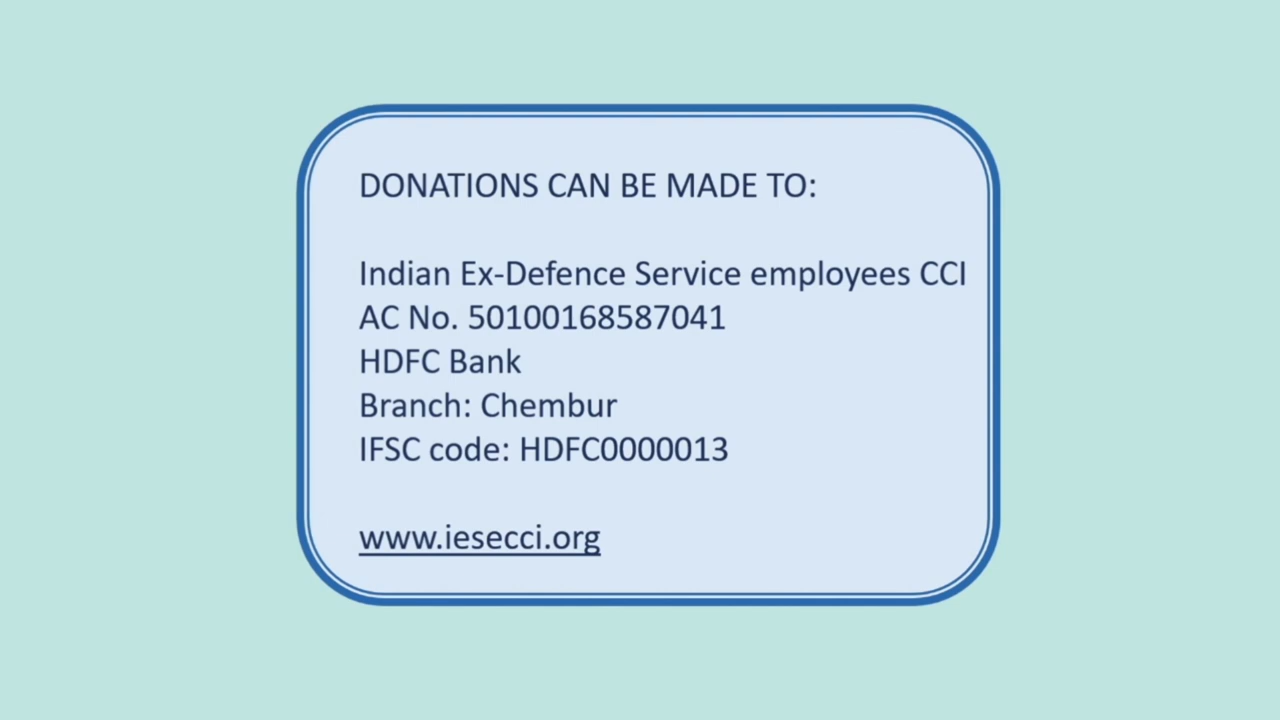 DONATIONS CAN BE MADE TO:
Indian Ex-Defence Service employees CCI
AC No. 50100168587041
HDFC Bank
Branch: Chembur
IFSC code: HDFC0000013
www.iesecci.org